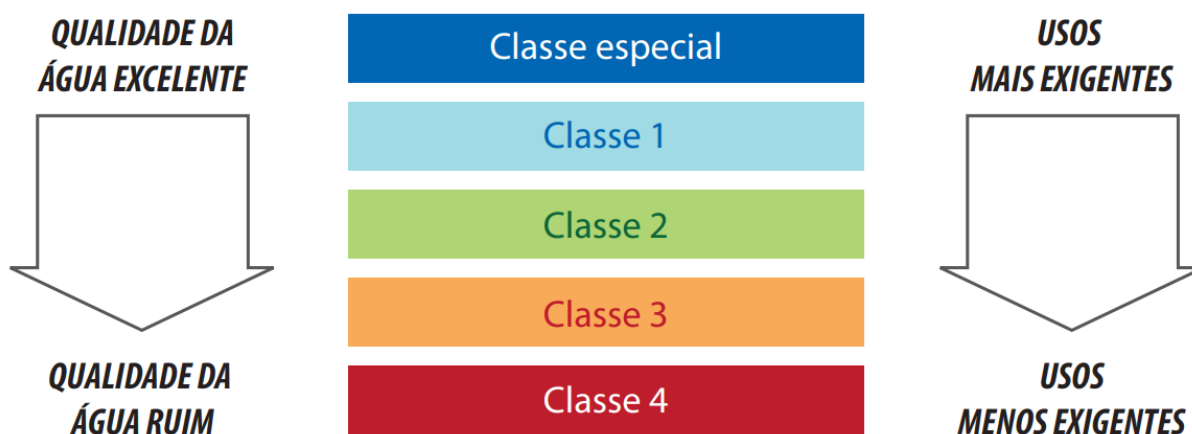 QUALIDADE DA
ÁGUA EXCELENTE
Classe especial
USOS
MAIS EXIGENTES
Classe 1
Classe 2
Classe 3
QUALIDADE DA
ÁGUA RUIM
Classe 4
USOS
MENOS EXIGENTES